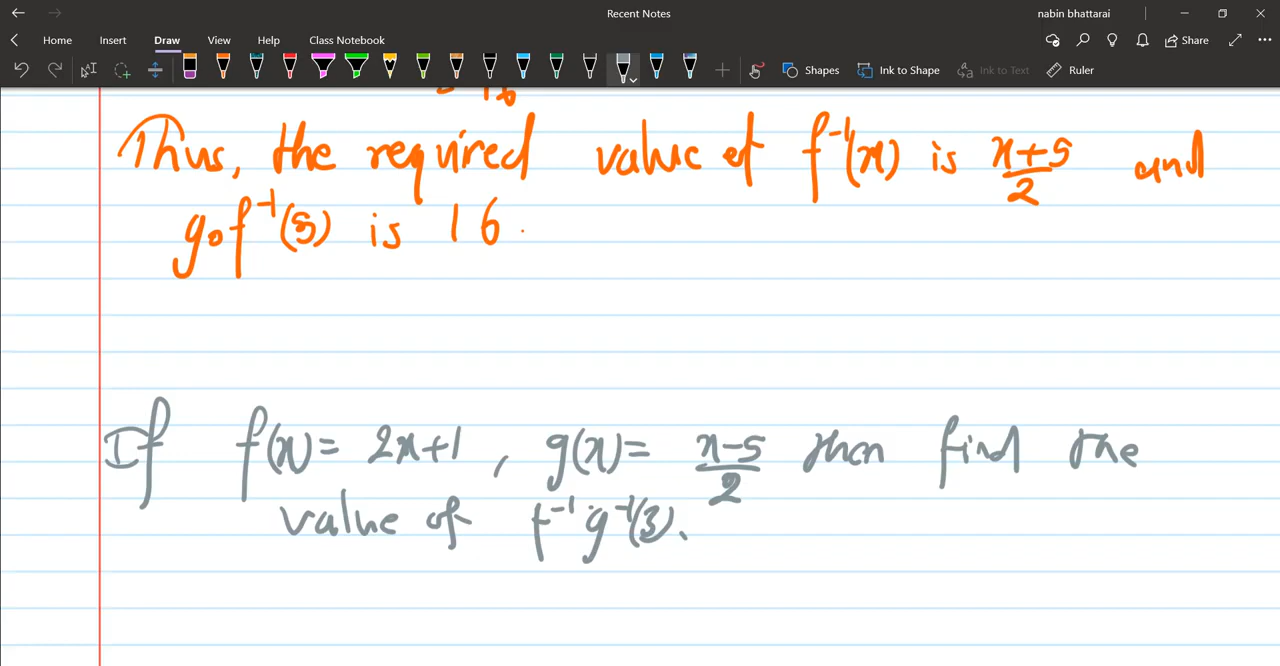 Recent Notes
nabin bhattarai
Home Insert Draw View Help Class Notebook
Share
Shapes Ink to Shape Ink to Text Ruler
= 16
Thus, the required value of f⁻¹(x) is (x+5)/2 and
gof⁻¹(5) is 16.
If f(x)= 2x+1, g(x)= (x-5)/2 then find the
value of f⁻¹g⁻¹(3).